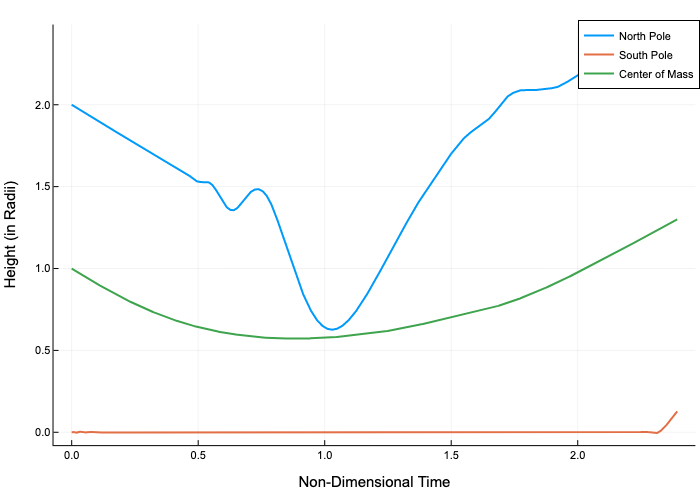 North Pole
South Pole
Center of Mass
2.0
1.5
1.0
0.5
0.0
Height (in Radii)
0.0 0.5 1.0 1.5 2.0
Non-Dimensional Time